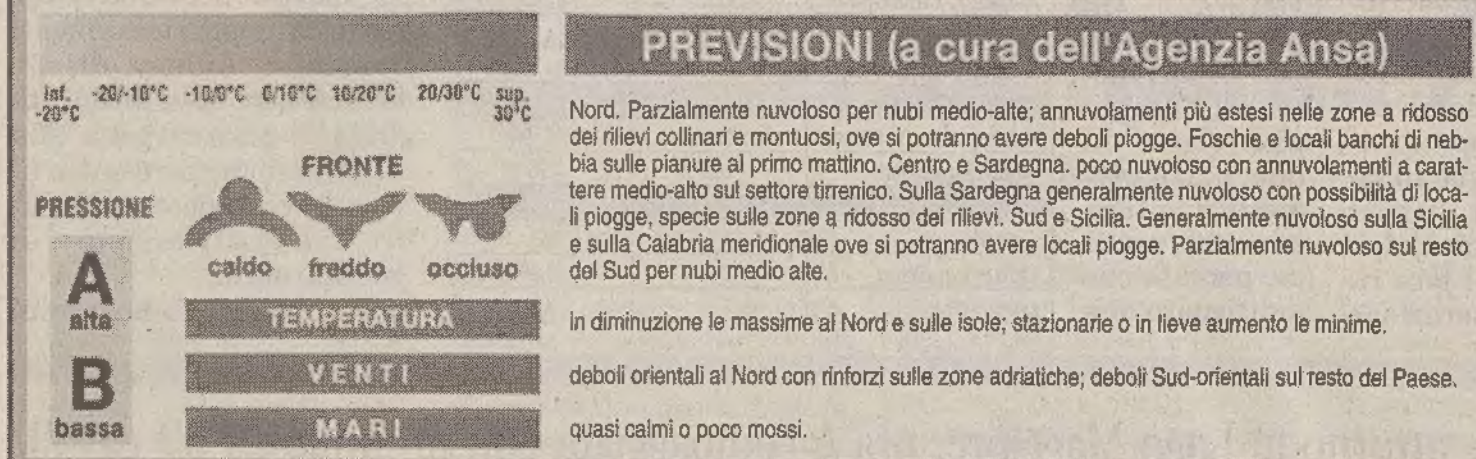 PREVISIONI (a cura dell'Agenzia Ansa)
Inf. -20°C -20/-10°C -10/0°C 0/10°C 10/20°C 20/30°C sup. 30°C
FRONTE
caldo freddo occluso
PRESSIONE
A
alta
B
bassa
Nord. Parzialmente nuvoloso per nubi medio-alte; annuvolamenti più estesi nelle zone a ridosso
dei rilievi collinari e montuosi, ove si potranno avere deboli piogge. Foschie e locali banchi di neb-
bia sulle pianure al primo mattino. Centro e Sardegna. poco nuvoloso con annuvolamenti a carat-
tere medio-alto sul settore tirrenico. Sulla Sardegna generalmente nuvoloso con possibilità di loca-
li piogge, specie sulle zone a ridosso dei rilievi. Sud e Sicilia. Generalmente nuvoloso sulla Sicilia
e sulla Calabria meridionale ove si potranno avere locali piogge. Parzialmente nuvoloso sul resto
del Sud per nubi medio alte.
TEMPERATURA
in diminuzione le massime al Nord e sulle isole; stazionarie o in lieve aumento le minime.
VENTI
deboli orientali al Nord con rinforzi sulle zone adriatiche; deboli Sud-orientali sul resto del Paese.
MARI
quasi calmi o poco mossi.